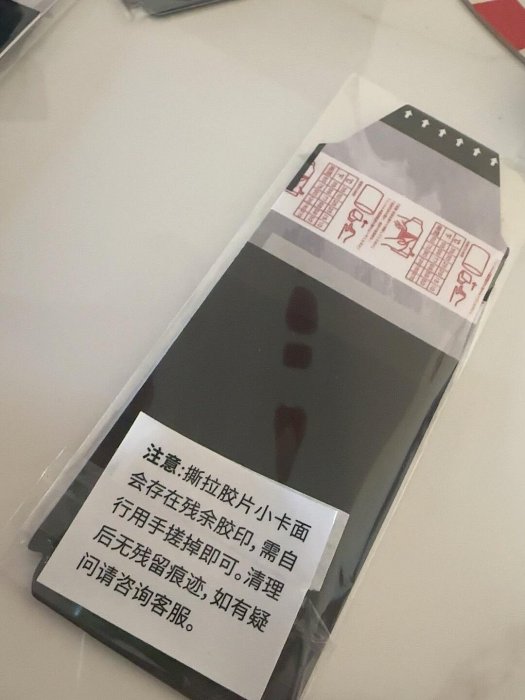 注意:撕拉胶片小卡面
会存在残余胶印,需自
行用手搓掉即可。清理
后无残留痕迹,如有疑
问请咨询客服。